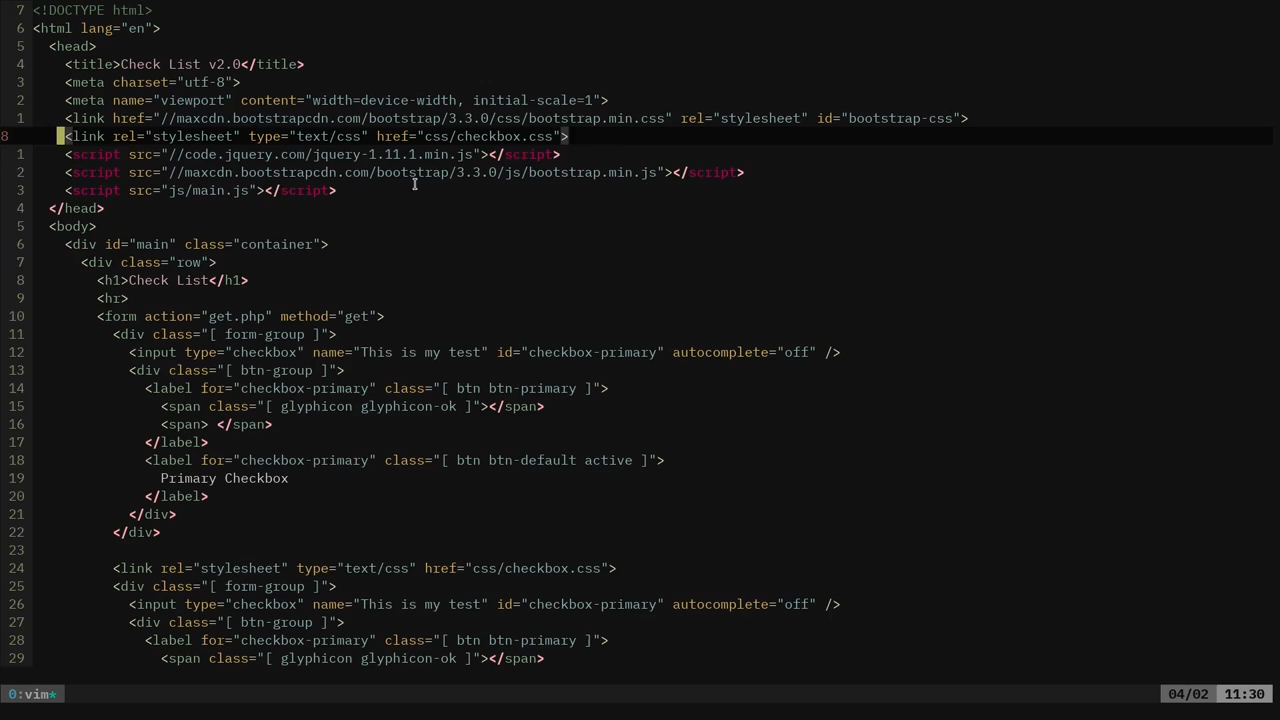 7 <!DOCTYPE html>
6 <html lang="en">
5   <head>
4     <title>Check List v2.0</title>
3     <meta charset="utf-8">
2     <meta name="viewport" content="width=device-width, initial-scale=1">
1     <link href="//maxcdn.bootstrapcdn.com/bootstrap/3.3.0/css/bootstrap.min.css" rel="stylesheet" id="bootstrap-css">
8     <link rel="stylesheet" type="text/css" href="css/checkbox.css">
1     <script src="//code.jquery.com/jquery-1.11.1.min.js"></script>
2     <script src="//maxcdn.bootstrapcdn.com/bootstrap/3.3.0/js/bootstrap.min.js"></script>
3     <script src="js/main.js"></script>
4   </head>
5   <body>
6     <div id="main" class="container">
7       <div class="row">
8         <h1>Check List</h1>
9         <hr>
10         <form action="get.php" method="get">
11           <div class="[ form-group ]">
12             <input type="checkbox" name="This is my test" id="checkbox-primary" autocomplete="off" />
13             <div class="[ btn-group ]">
14               <label for="checkbox-primary" class="[ btn btn-primary ]">
15                 <span class="[ glyphicon glyphicon-ok ]"></span>
16                 <span> </span>
17               </label>
18               <label for="checkbox-primary" class="[ btn btn-default active ]">
19                 Primary Checkbox
20               </label>
21             </div>
22           </div>
23
24           <link rel="stylesheet" type="text/css" href="css/checkbox.css">
25           <div class="[ form-group ]">
26             <input type="checkbox" name="This is my test" id="checkbox-primary" autocomplete="off" />
27             <div class="[ btn-group ]">
28               <label for="checkbox-primary" class="[ btn btn-primary ]">
29                 <span class="[ glyphicon glyphicon-ok ]"></span>
0:vim* 04/02 11:30